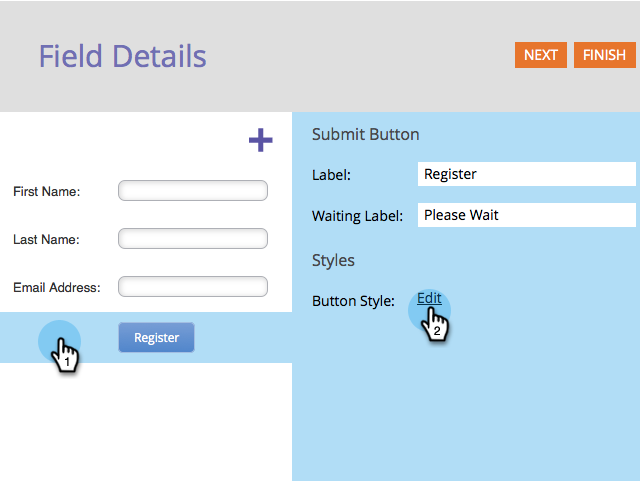 Field Details
NEXT
FINISH
First Name:
Last Name:
Email Address:
Register
1
Submit Button
Label:
Register
Waiting Label:
Please Wait
Styles
Button Style:
Edit
2